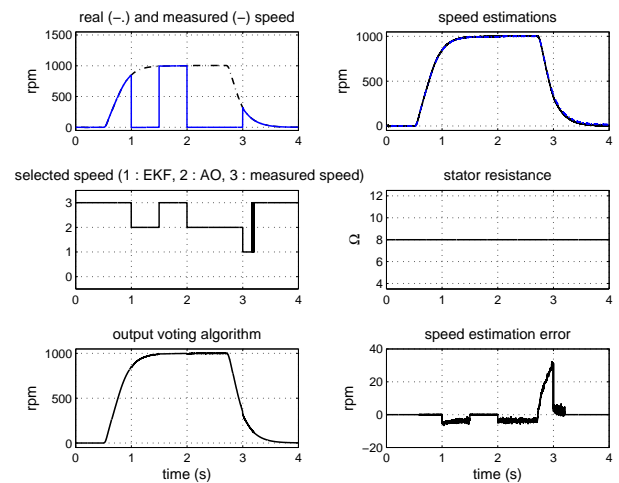 real (−.) and measured (−) speed
1500
1000
500
0
rpm
0 1 2 3 4
speed estimations
1000
500
0
rpm
0 1 2 3 4
selected speed (1 : EKF, 2 : AO, 3 : measured speed)
3
2
1
0
0 1 2 3 4
stator resistance
12
10
8
6
4
Ω
0 1 2 3 4
output voting algorithm
1000
500
0
rpm
0 1 2 3 4
time (s)
speed estimation error
40
20
0
−20
rpm
0 1 2 3 4
time (s)